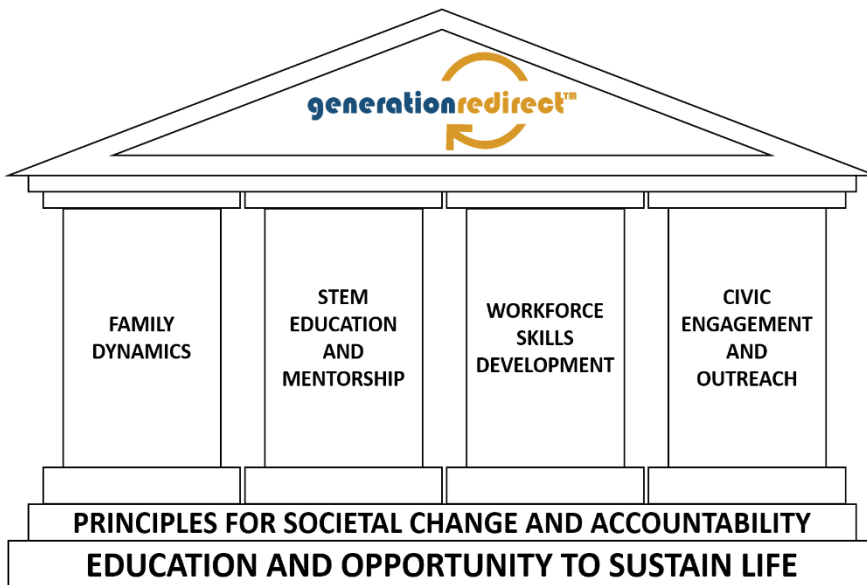 generationredirect™
FAMILY
DYNAMICS
STEM
EDUCATION
AND
MENTORSHIP
WORKFORCE
SKILLS
DEVELOPMENT
CIVIC
ENGAGEMENT
AND
OUTREACH
PRINCIPLES FOR SOCIETAL CHANGE AND ACCOUNTABILITY
EDUCATION AND OPPORTUNITY TO SUSTAIN LIFE